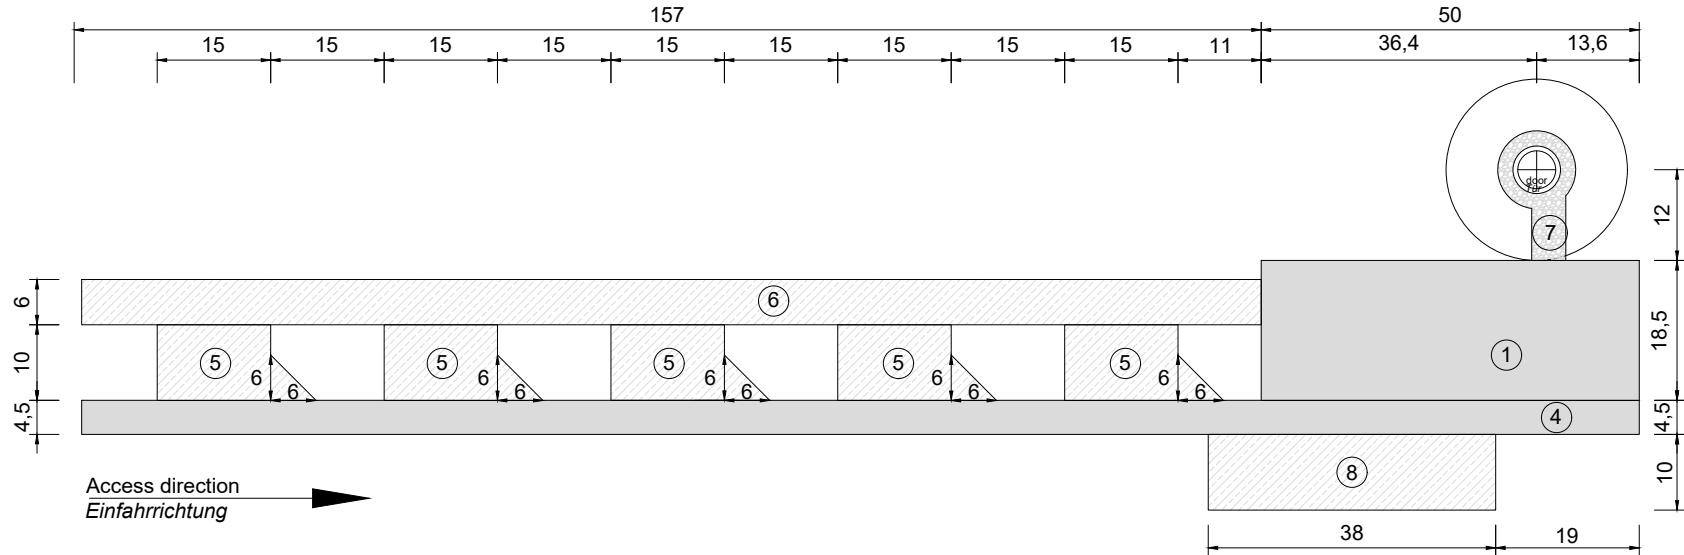 157 50
15 15 15 15 15 15 15 15 15 11 36,4 13,6
door
Tür
12
7
6 6
18,5
10 5 5 5 5 5 1
6 6 6 6 6
6 6 6 6 6
4,5 4 4,5
8 10
Access direction
Einfahrrichtung
38 19